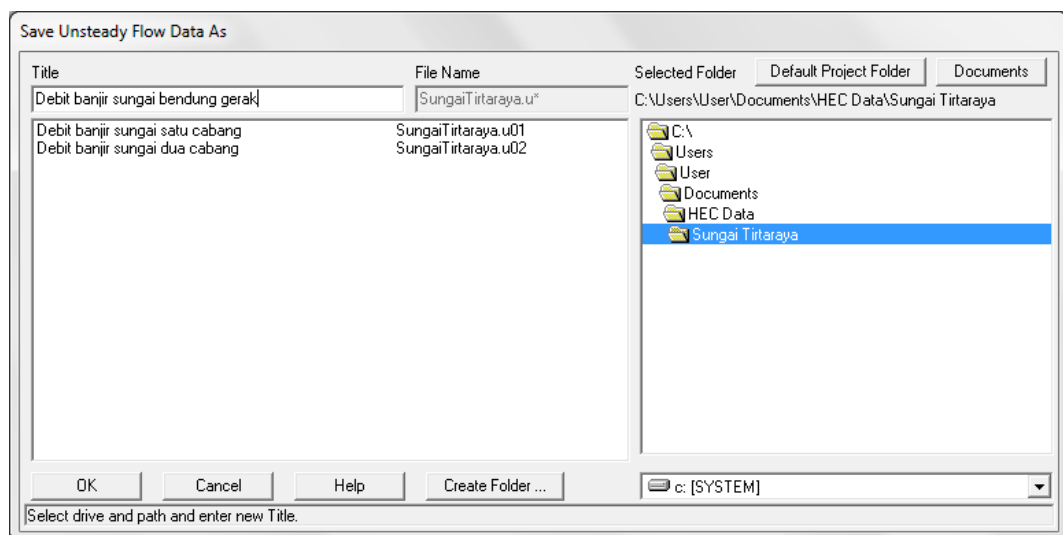 Save Unsteady Flow Data As
Title File Name Selected Folder Default Project Folder Documents
Debit banjir sungai bendung gerak SungaiTirtaraya.u* C:\Users\User\Documents\HEC Data\Sungai Tirtaraya
Debit banjir sungai satu cabang SungaiTirtaraya.u01
Debit banjir sungai dua cabang SungaiTirtaraya.u02
C:\
Users
User
Documents
HEC Data
Sungai Tirtaraya
OK Cancel Help Create Folder ... c: [SYSTEM]
Select drive and path and enter new Title.